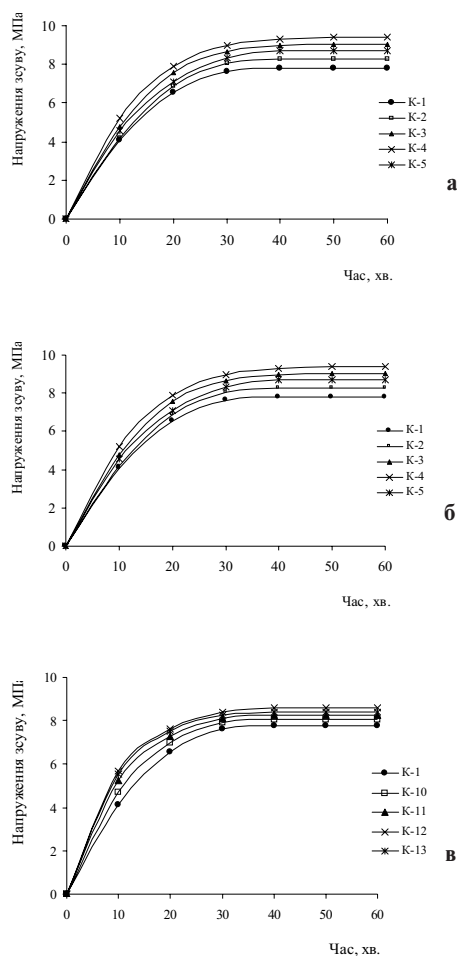 Напруження зсуву, МПа
10
8
6
4
2
0
0 10 20 30 40 50 60
Час, хв.
К-1
К-2
К-3
К-4
К-5
а
Напруження зсуву, МПа
10
8
6
4
2
0
0 10 20 30 40 50 60
Час, хв.
К-1
К-2
К-3
К-4
К-5
б
Напруження зсуву, МП
10
8
6
4
2
0
0 10 20 30 40 50 60
Час, хв.
К-1
К-10
К-11
К-12
К-13
в